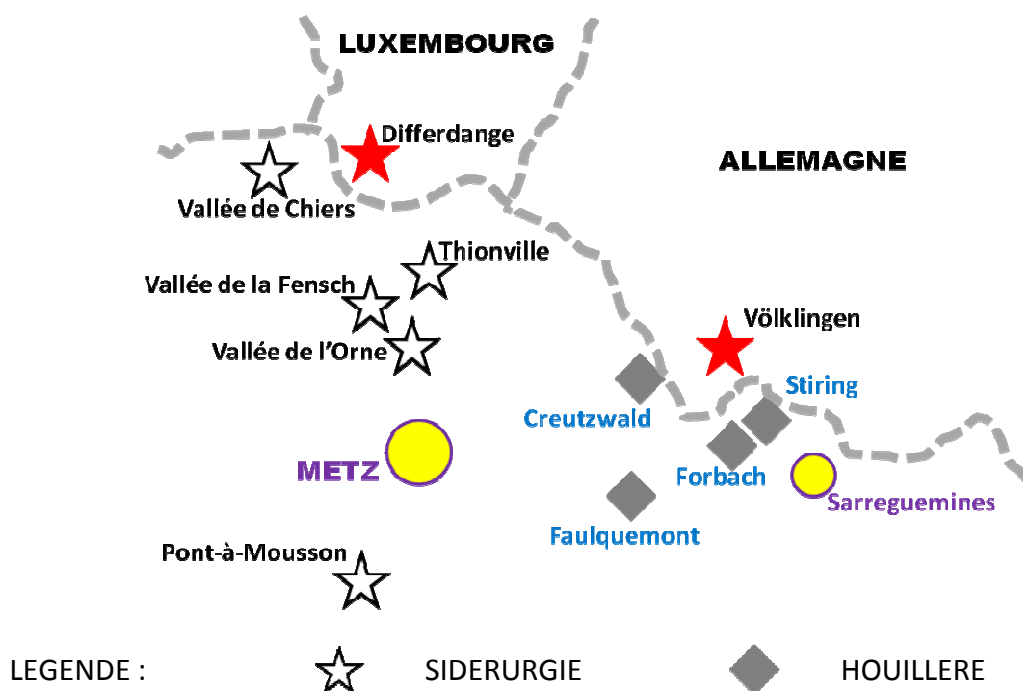 LUXEMBOURG
Differdange
ALLEMAGNE
Vallée de Chiers
Thionville
Vallée de la Fensch
Völklingen
Vallée de l'Orne
Stiring
Creutzwald
METZ
Forbach
Sarreguemines
Faulquemont
Pont-à-Mousson
LEGENDE : SIDERURGIE HOUILLERE